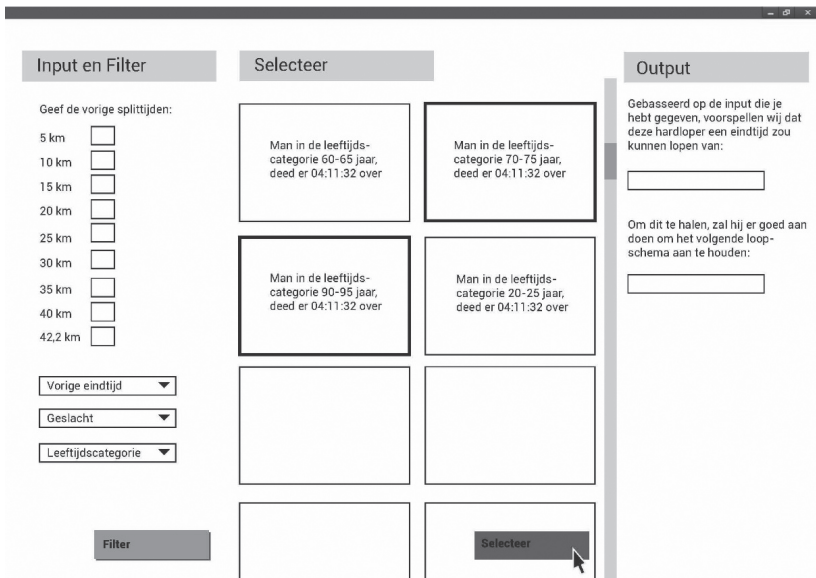 Input en Filter
Geef de vorige splittijden:
5 km
10 km
15 km
20 km
25 km
30 km
35 km
40 km
42,2 km
Vorige eindtijd
Geslacht
Leeftijdscategorie
Filter
Selecteer
Man in de leeftijds-
categorie 60-65 jaar,
deed er 04:11:32 over
Man in de leeftijds-
categorie 70-75 jaar,
deed er 04:11:32 over
Man in de leeftijds-
categorie 90-95 jaar,
deed er 04:11:32 over
Man in de leeftijds-
categorie 20-25 jaar,
deed er 04:11:32 over
Selecteer
Output
Gebasseerd op de input die je
hebt gegeven, voorspellen wij dat
deze hardloper een eindtijd zou
kunnen lopen van:
Om dit te halen, zal hij er goed aan
doen om het volgende loop-
schema aan te houden: